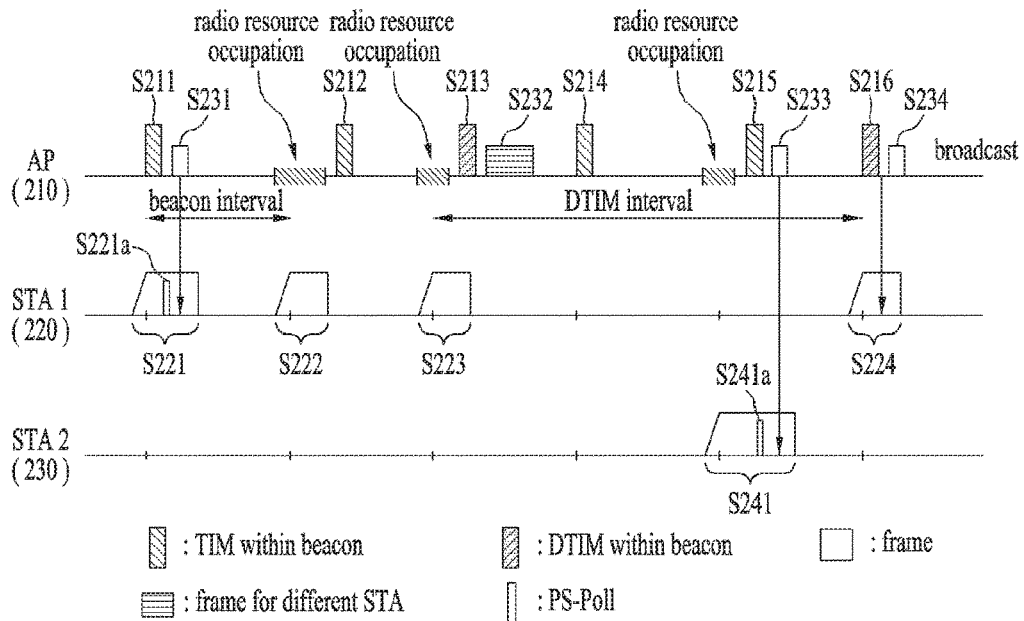 radio resource occupation
radio resource occupation
radio resource occupation
S211
S231
S212
S213
S232
S214
S215
S233
S216
S234
AP
(210)
broadcast
beacon interval
DTIM interval
S221a
STA 1
(220)
S221
S222
S223
S224
S241a
STA 2
(230)
S241
: TIM within beacon
: DTIM within beacon
: frame
: frame for different STA
: PS-Poll